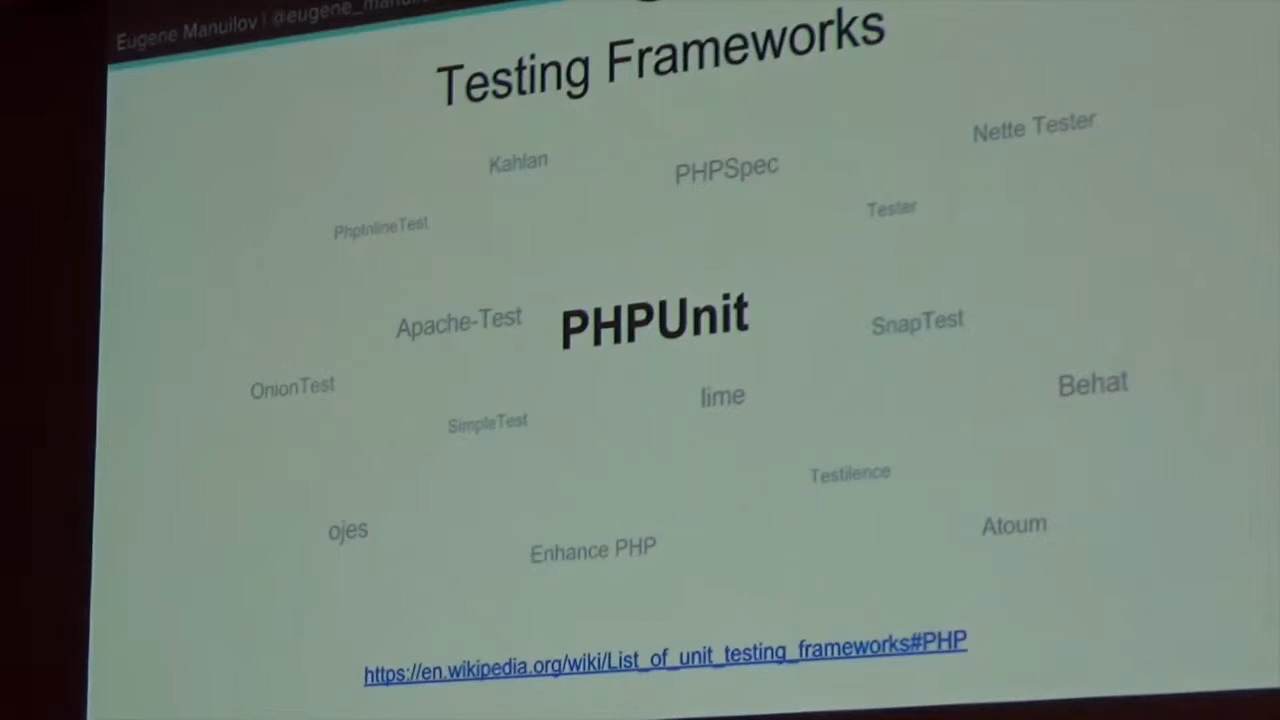 Eugene Manuilov | @eugene_manuil
Testing Frameworks
Nette Tester
Kahlan
PHPSpec
Tester
PhpInlineTest
Apache-Test
PHPUnit
SnapTest
OnionTest
lime
Behat
SimpleTest
Testilence
ojes
Enhance PHP
Atoum
https://en.wikipedia.org/wiki/List_of_unit_testing_frameworks#PHP